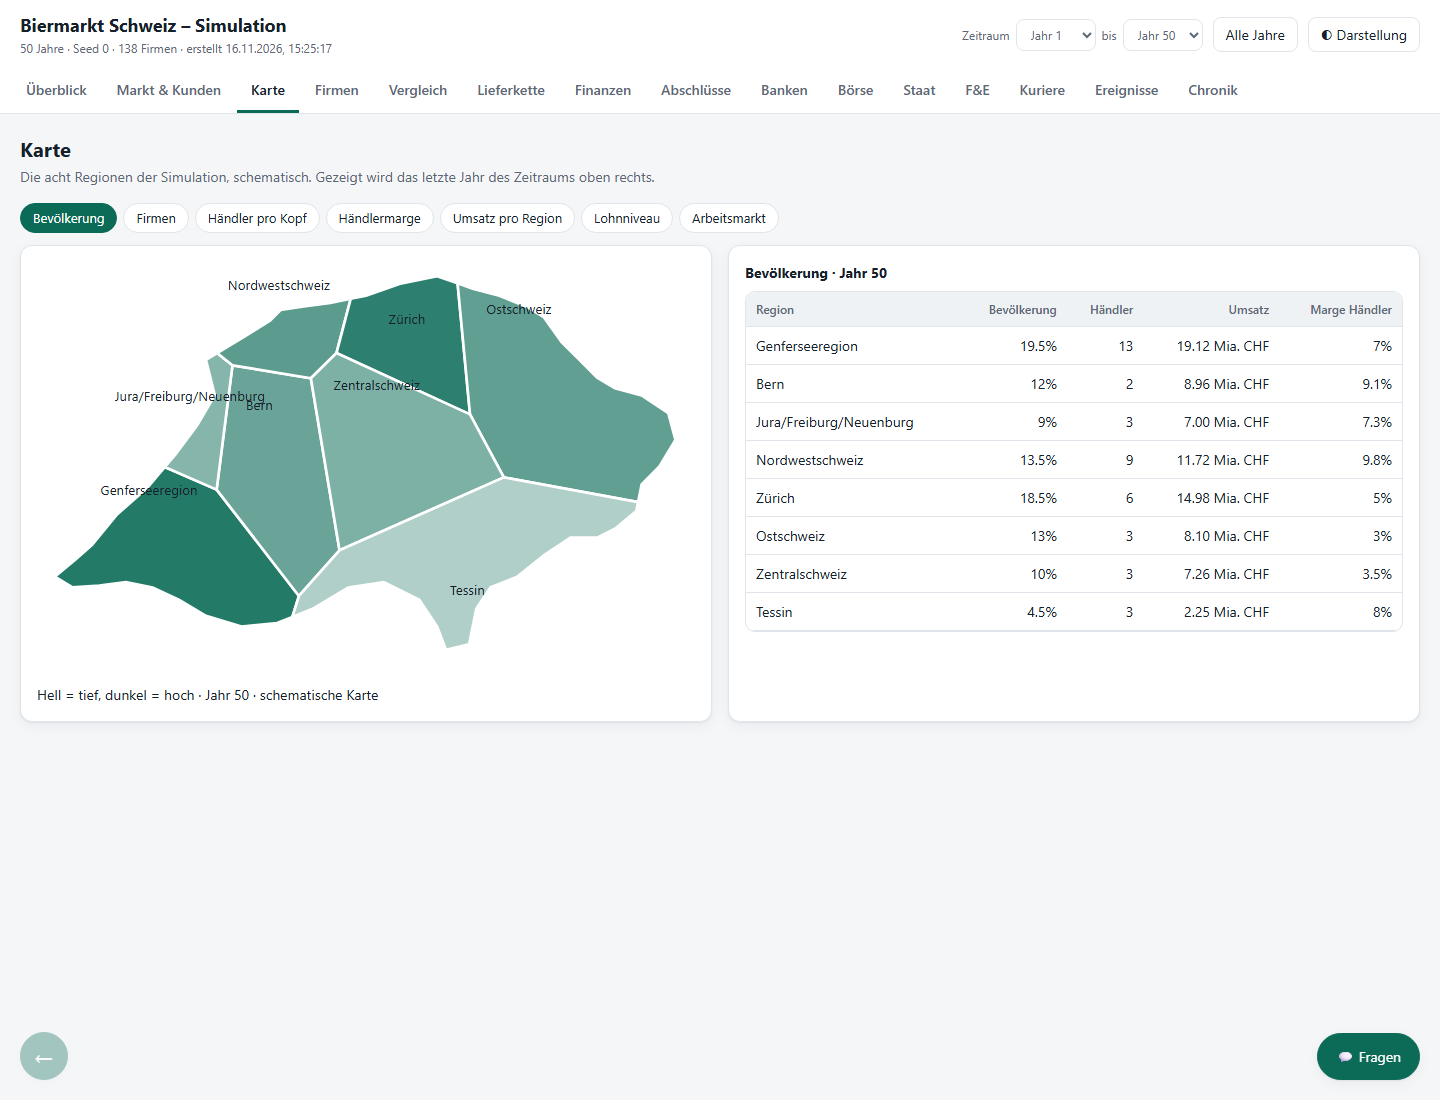 Biermarkt Schweiz – Simulation
50 Jahre · Seed 0 · 138 Firmen · erstellt 16.11.2026, 15:25:17
Zeitraum Jahr 1 bis Jahr 50 Alle Jahre Darstellung
Überblick Markt & Kunden Karte Firmen Vergleich Lieferkette Finanzen Abschlüsse Banken Börse Staat F&E Kuriere Ereignisse Chronik
Karte
Die acht Regionen der Simulation, schematisch. Gezeigt wird das letzte Jahr des Zeitraums oben rechts.
Bevölkerung Firmen Händler pro Kopf Händlermarge Umsatz pro Region Lohnniveau Arbeitsmarkt
Nordwestschweiz
Ostschweiz
Zürich
Zentralschweiz
Jura/Freiburg/Neuenburg
Bern
Genferseeregion
Tessin
Hell = tief, dunkel = hoch · Jahr 50 · schematische Karte
Bevölkerung · Jahr 50
Region Bevölkerung Händler Umsatz Marge Händler
Genferseeregion 19.5% 13 19.12 Mia. CHF 7%
Bern 12% 2 8.96 Mia. CHF 9.1%
Jura/Freiburg/Neuenburg 9% 3 7.00 Mia. CHF 7.3%
Nordwestschweiz 13.5% 9 11.72 Mia. CHF 9.8%
Zürich 18.5% 6 14.98 Mia. CHF 5%
Ostschweiz 13% 3 8.10 Mia. CHF 3%
Zentralschweiz 10% 3 7.26 Mia. CHF 3.5%
Tessin 4.5% 3 2.25 Mia. CHF 8%
Fragen